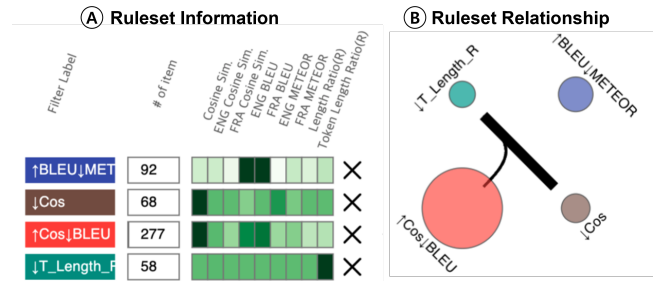 Ⓐ Ruleset Information
Filter Label
# of item
Cosine Sim.
ENG Cosine Sim.
FRA Cosine Sim.
ENG BLEU
FRA BLEU
ENG METEOR
FRA METEOR
Length Ratio(R)
Token Length Ratio(R)
↑BLEU↓MET 92
↓Cos 68
↑Cos↓BLEU 277
↓T_Length_R 58
Ⓑ Ruleset Relationship
↓T_Length_R
↑BLEU↓METEOR
↑Cos↓BLEU
↓Cos